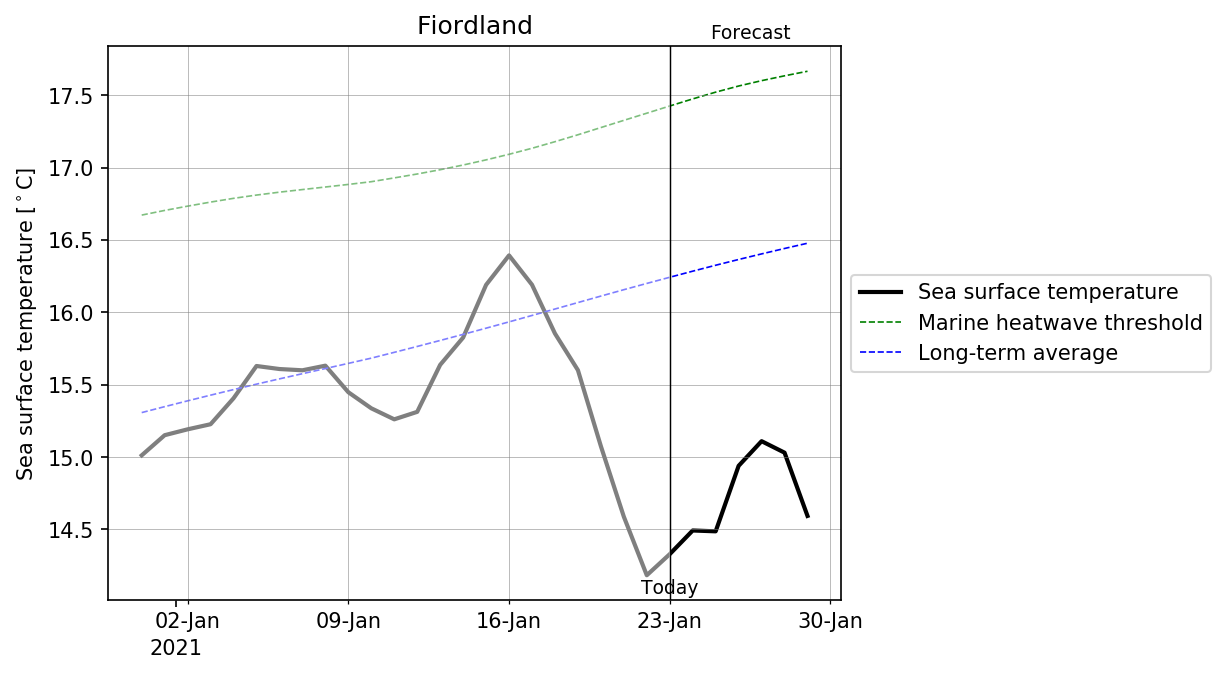 Fiordland
Forecast
Sea surface temperature [°C]
17.5
17.0
16.5
16.0
15.5
15.0
14.5
Today
02-Jan
09-Jan
16-Jan
23-Jan
30-Jan
2021
Sea surface temperature
Marine heatwave threshold
Long-term average